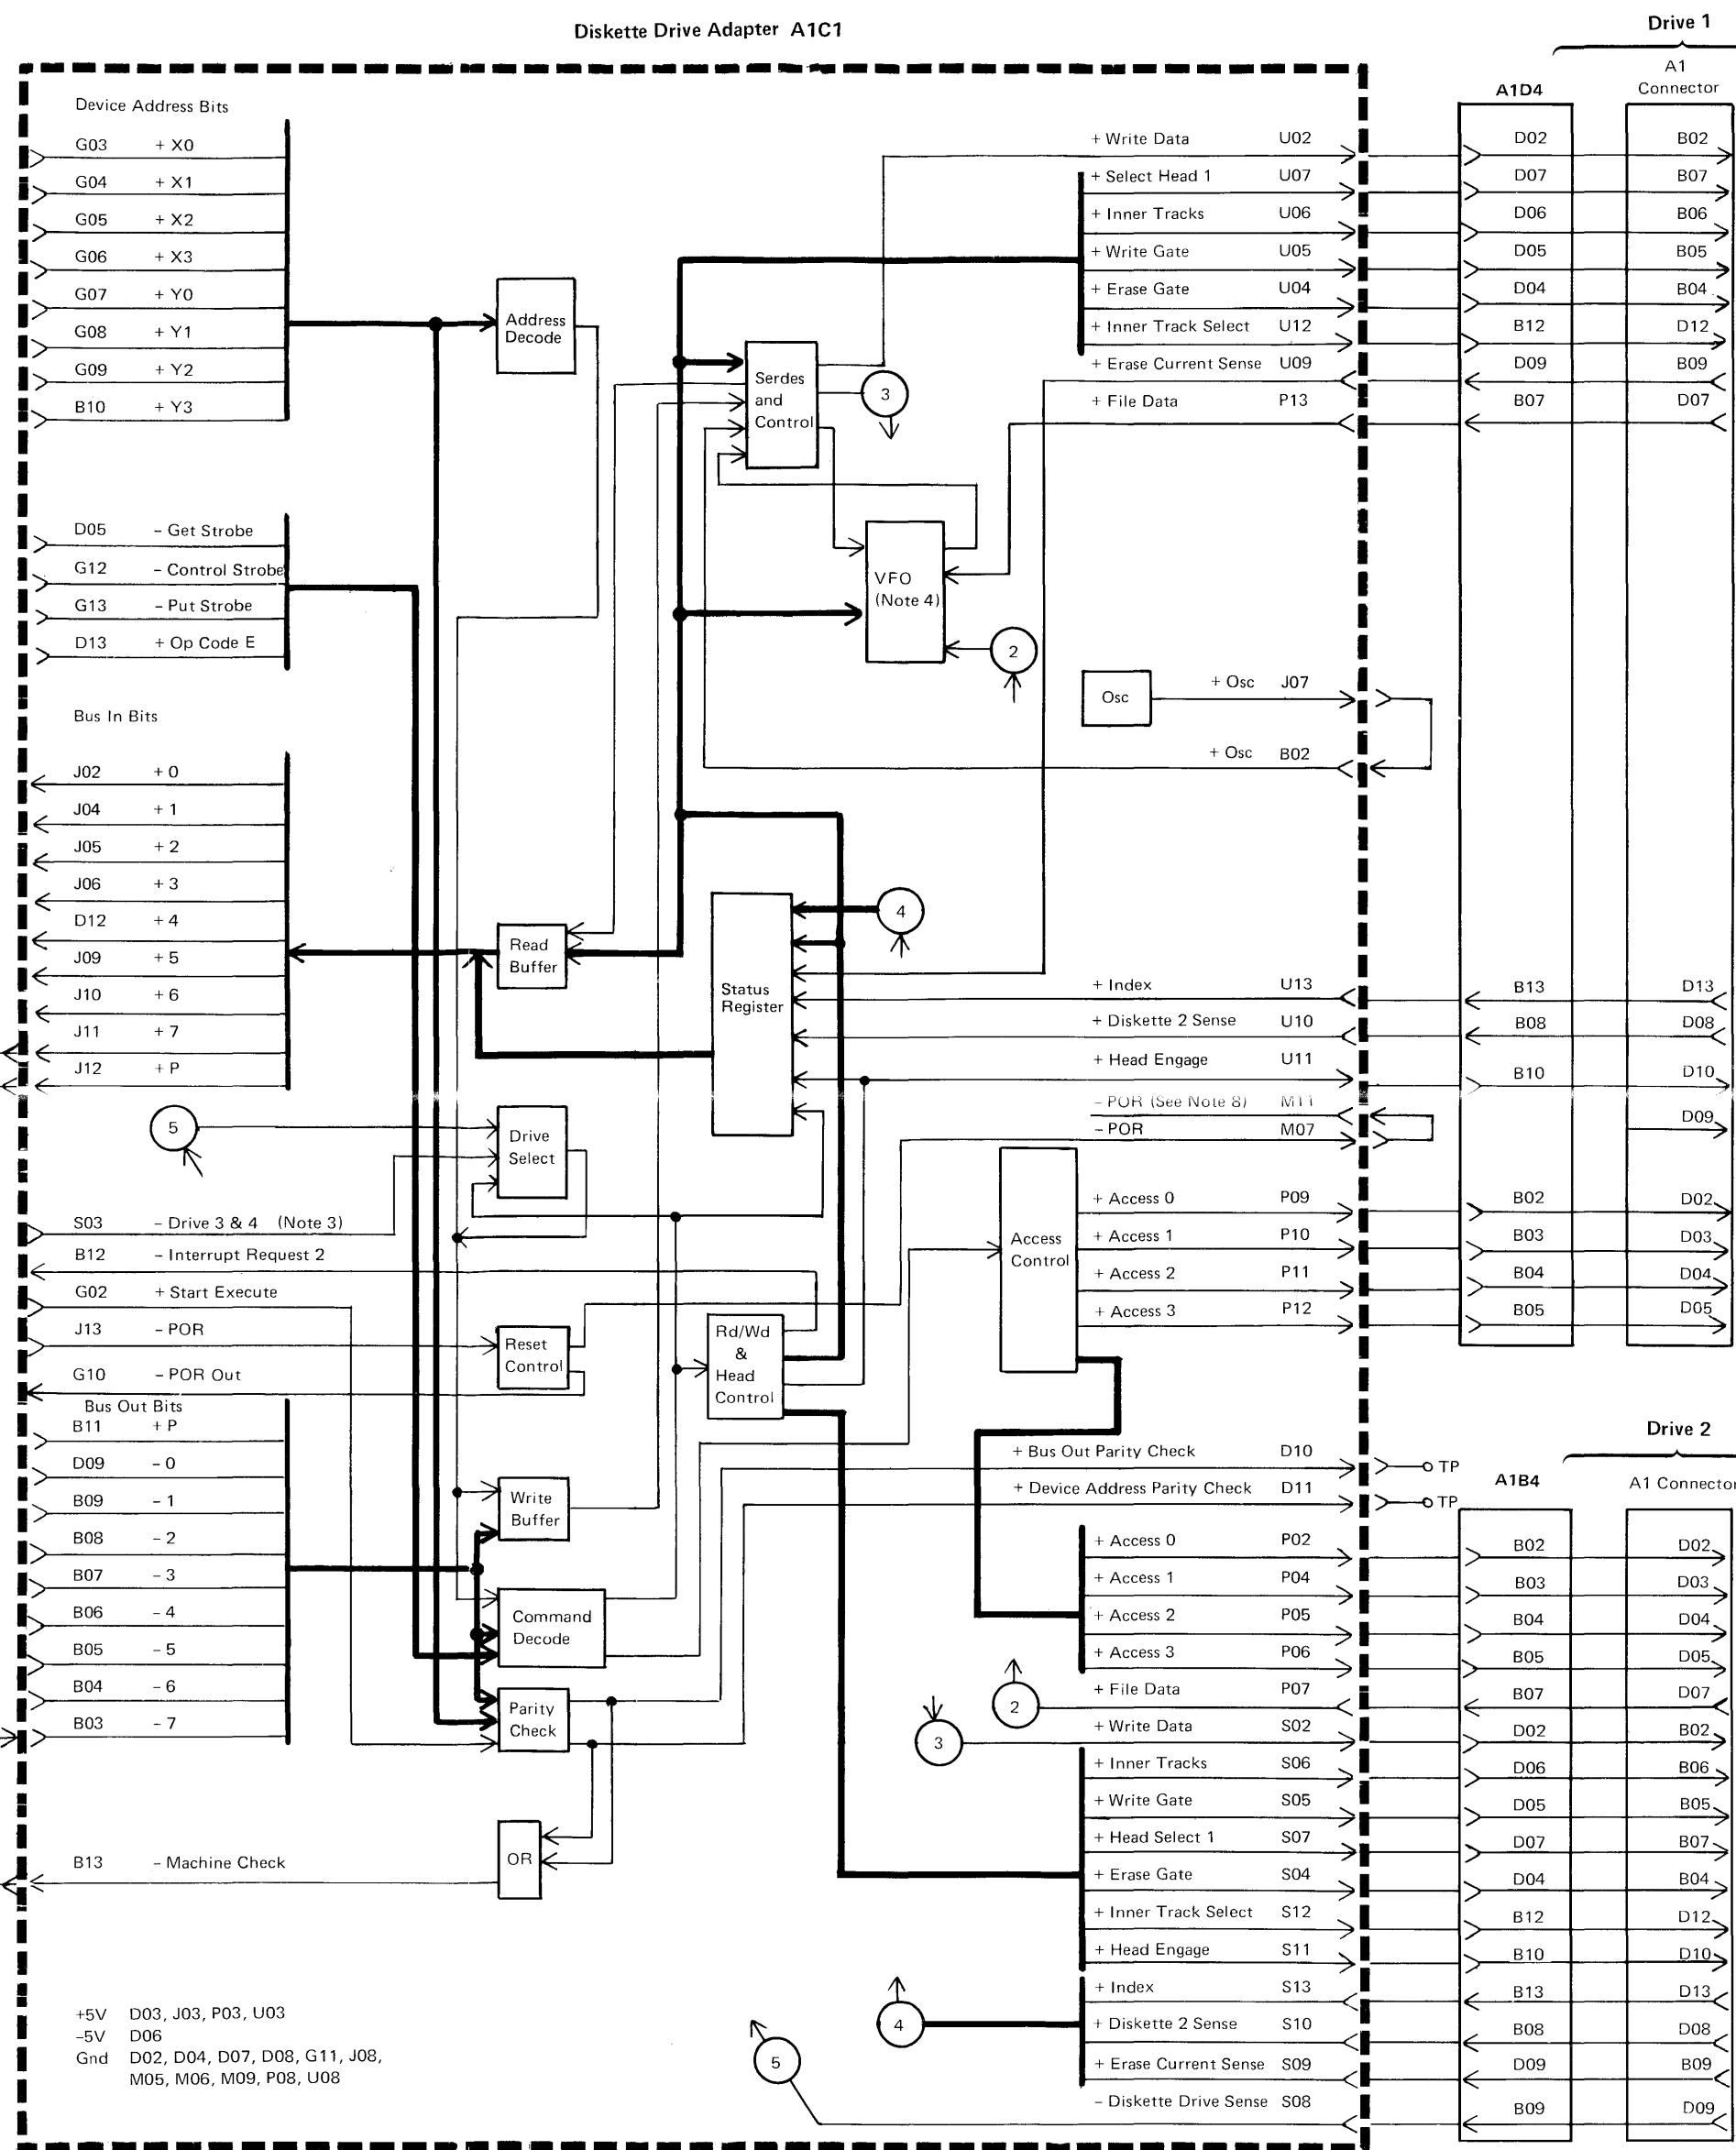 Diskette Drive Adapter A1C1
Drive 1
A1D4
A1
Connector
Device Address Bits
G03 + X0
G04 + X1
G05 + X2
G06 + X3
G07 + Y0
G08 + Y1
G09 + Y2
B10 + Y3
Address
Decode
+ Write Data U02 D02 B02
+ Select Head 1 U07 D07 B07
+ Inner Tracks U06 D06 B06
+ Write Gate U05 D05 B05
+ Erase Gate U04 D04 B04
+ Inner Track Select U12 B12 D12
+ Erase Current Sense U09 D09 B09
+ File Data P13 B07 D07
Serdes
and
Control
3
D05 – Get Strobe
G12 – Control Strobe
G13 – Put Strobe
D13 + Op Code E
VFO
(Note 4)
2
Osc
+ Osc J07
+ Osc B02
Bus In Bits
J02 + 0
J04 + 1
J05 + 2
J06 + 3
D12 + 4
J09 + 5
J10 + 6
J11 + 7
J12 + P
Read
Buffer
Status
Register
4
+ Index U13 B13 D13
+ Diskette 2 Sense U10 B08 D08
+ Head Engage U11 B10 D10
– POR (See Note 8) M11
– POR M07
D09
5
Drive
Select
S03 – Drive 3 & 4 (Note 3)
B12 – Interrupt Request 2
G02 + Start Execute
J13 – POR
G10 – POR Out
Reset
Control
Rd/Wd
&
Head
Control
Access
Control
+ Access 0 P09 B02 D02
+ Access 1 P10 B03 D03
+ Access 2 P11 B04 D04
+ Access 3 P12 B05 D05
Bus Out Bits
B11 + P
D09 – 0
B09 – 1
B08 – 2
B07 – 3
B06 – 4
B05 – 5
B04 – 6
B03 – 7
Write
Buffer
Command
Decode
Parity
Check
OR
B13 – Machine Check
+ Bus Out Parity Check D10 TP
+ Device Address Parity Check D11 TP
Drive 2
A1B4
A1 Connector
+ Access 0 P02 B02 D02
+ Access 1 P04 B03 D03
+ Access 2 P05 B04 D04
+ Access 3 P06 B05 D05
2
+ File Data P07 B07 D07
3
+ Write Data S02 D02 B02
+ Inner Tracks S06 D06 B06
+ Write Gate S05 D05 B05
+ Head Select 1 S07 D07 B07
+ Erase Gate S04 D04 B04
+ Inner Track Select S12 B12 D12
+ Head Engage S11 B10 D10
+ Index S13 B13 D13
4
+ Diskette 2 Sense S10 B08 D08
5
+ Erase Current Sense S09 D09 B09
– Diskette Drive Sense S08 B09 D09
+5V D03, J03, P03, U03
–5V D06
Gnd D02, D04, D07, D08, G11, J08,
M05, M06, M09, P08, U08